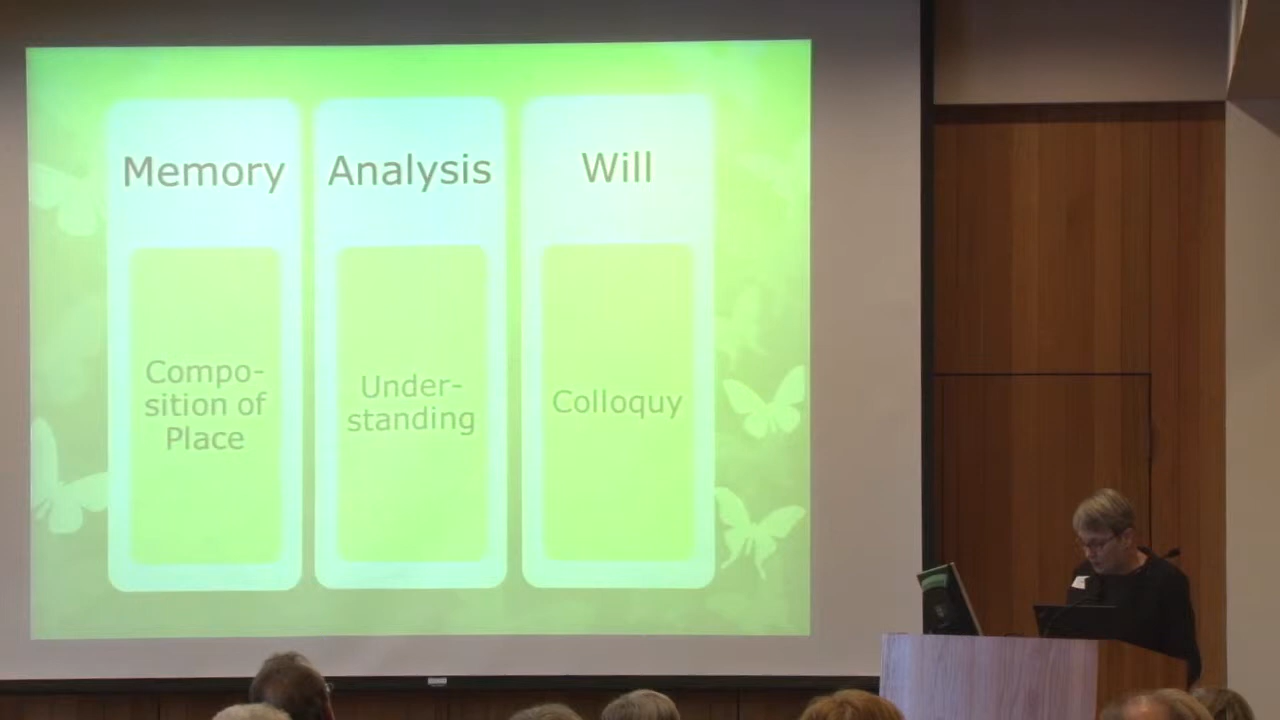 Memory
Compo-
sition of
Place
Analysis
Under-
standing
Will
Colloquy